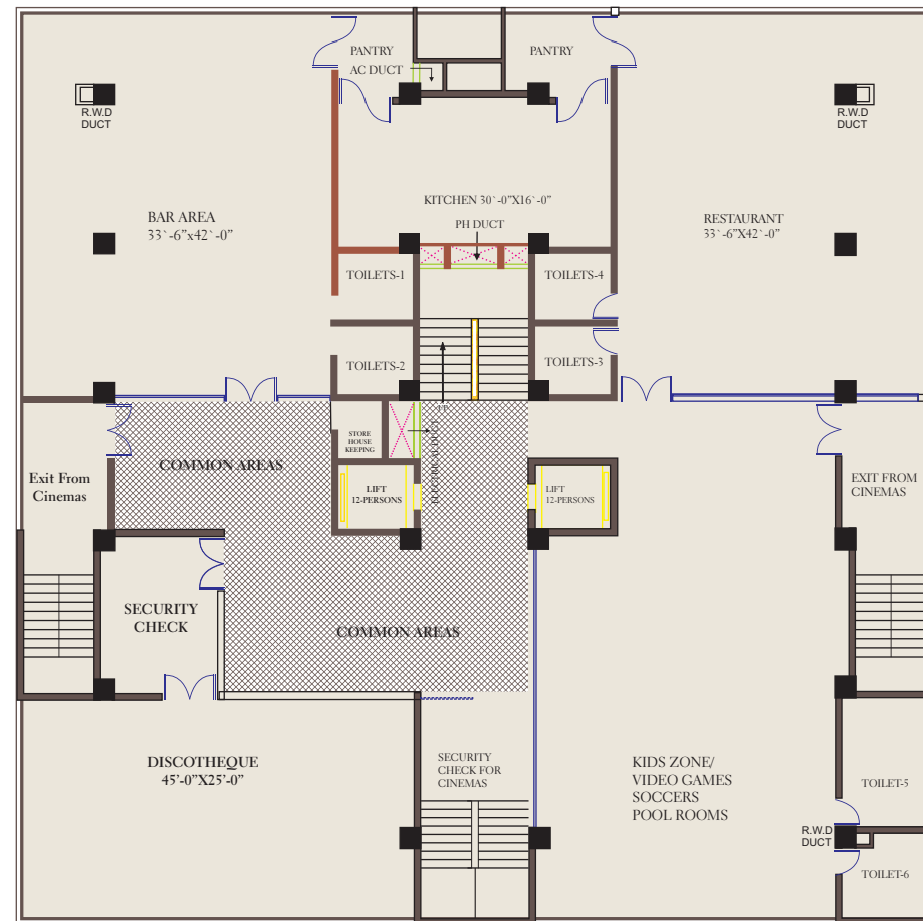 PANTRY
AC DUCT
PANTRY
R.W.D
DUCT
R.W.D
DUCT
KITCHEN 30`-0”X16`-0”
BAR AREA
33`-6”x42`-0”
PH DUCT
RESTAURANT
33`-6”X42`-0”
TOILETS-1
TOILETS-4
TOILETS-2
TOILETS-3
UP
STORE
HOUSE
KEEPING
ELECTRICAL DUCT
COMMON AREAS
Exit From
Cinemas
LIFT
12-PERSONS
LIFT
12-PERSONS
EXIT FROM
CINEMAS
SECURITY
CHECK
COMMON AREAS
DISCOTHEQUE
45’-0”X25’-0”
SECURITY
CHECK FOR
CINEMAS
KIDS ZONE/
VIDEO GAMES
SOCCERS
POOL ROOMS
TOILET-5
R.W.D
DUCT
TOILET-6